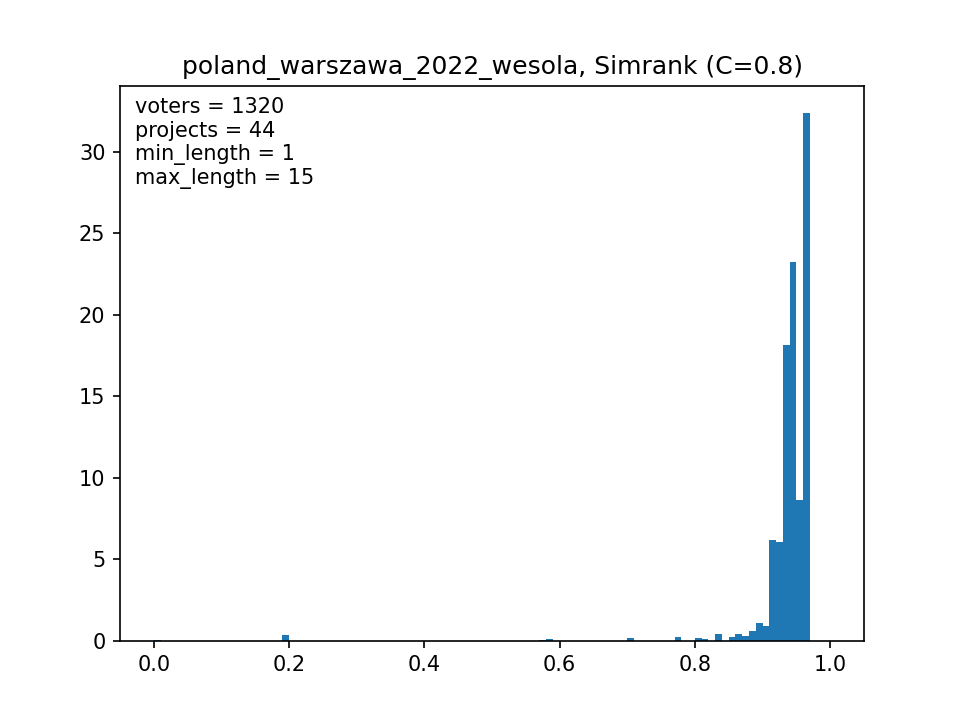 poland_warszawa_2022_wesola, Simrank (C=0.8)
voters = 1320
projects = 44
min_length = 1
max_length = 15
30
25
20
15
10
5
0
0.0 0.2 0.4 0.6 0.8 1.0